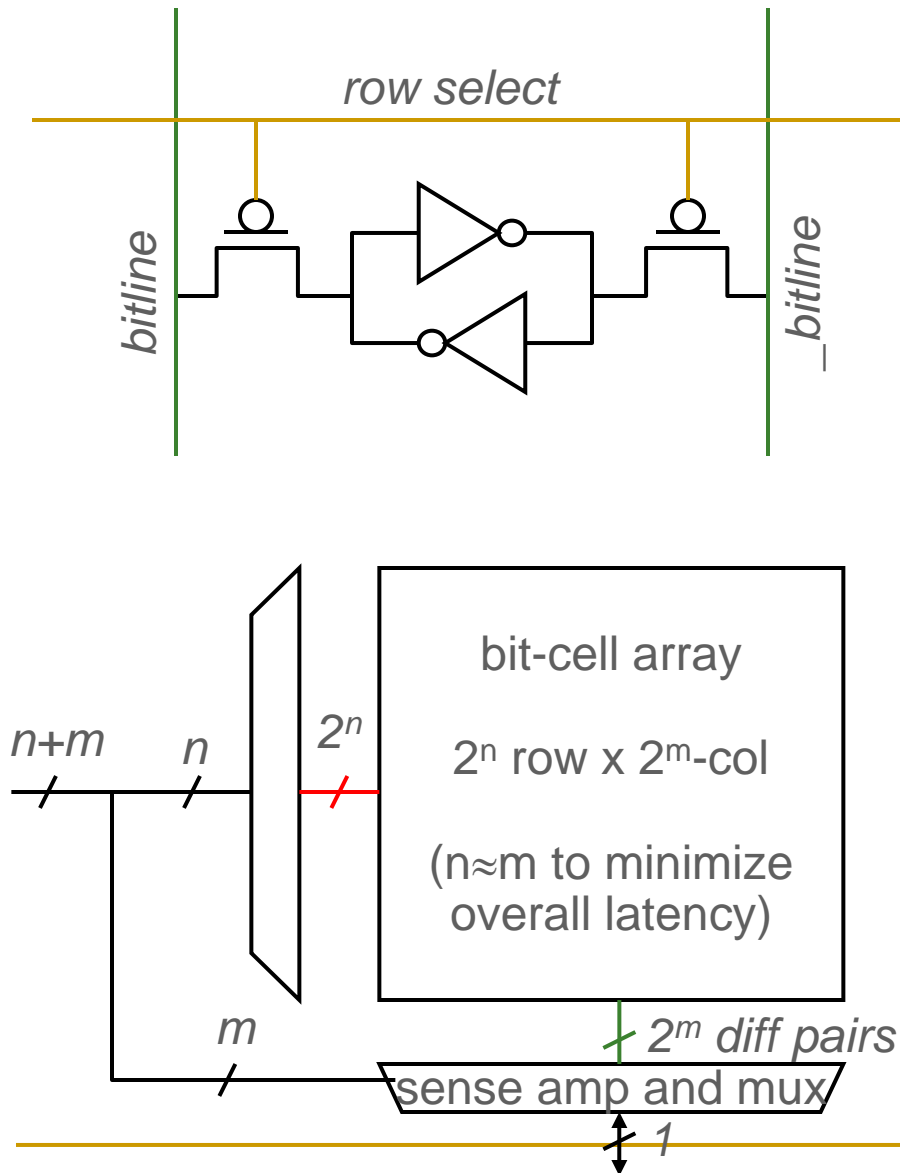 row select
bitline
_bitline
bit-cell array
n+m
n
2ⁿ
2ⁿ row x 2ᵐ-col
(n≈m to minimize
overall latency)
m
2ᵐ diff pairs
sense amp and mux
1